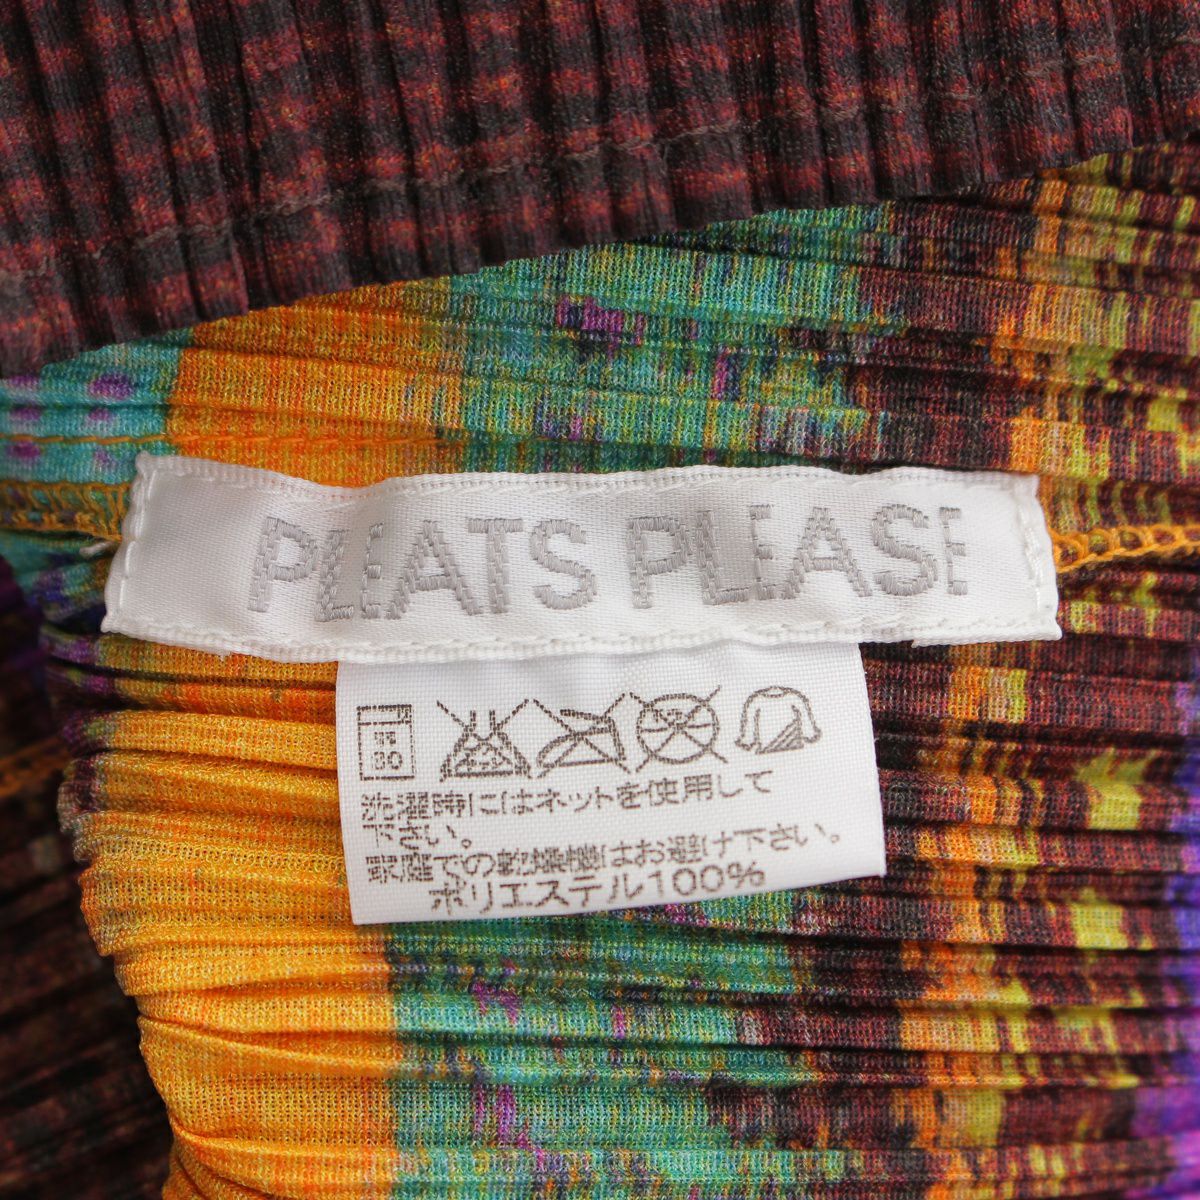 PLEATS PLEASE
洗濯時にはネットを使用して
下さい。
家庭での乾燥機はお避け下さい。
ポリエステル100%